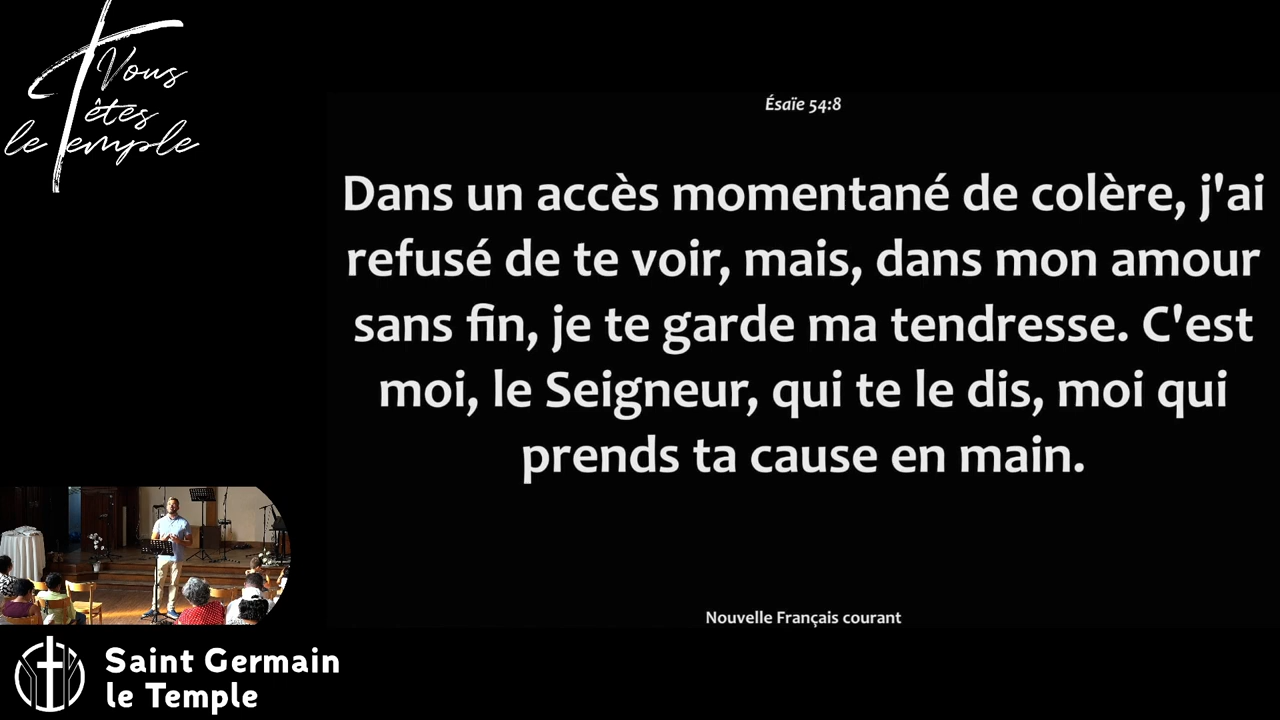 Vous
êtes
le Temple
Ésaïe 54:8
Dans un accès momentané de colère, j'ai
refusé de te voir, mais, dans mon amour
sans fin, je te garde ma tendresse. C'est
moi, le Seigneur, qui te le dis, moi qui
prends ta cause en main.
Nouvelle Français courant
Saint Germain
le Temple